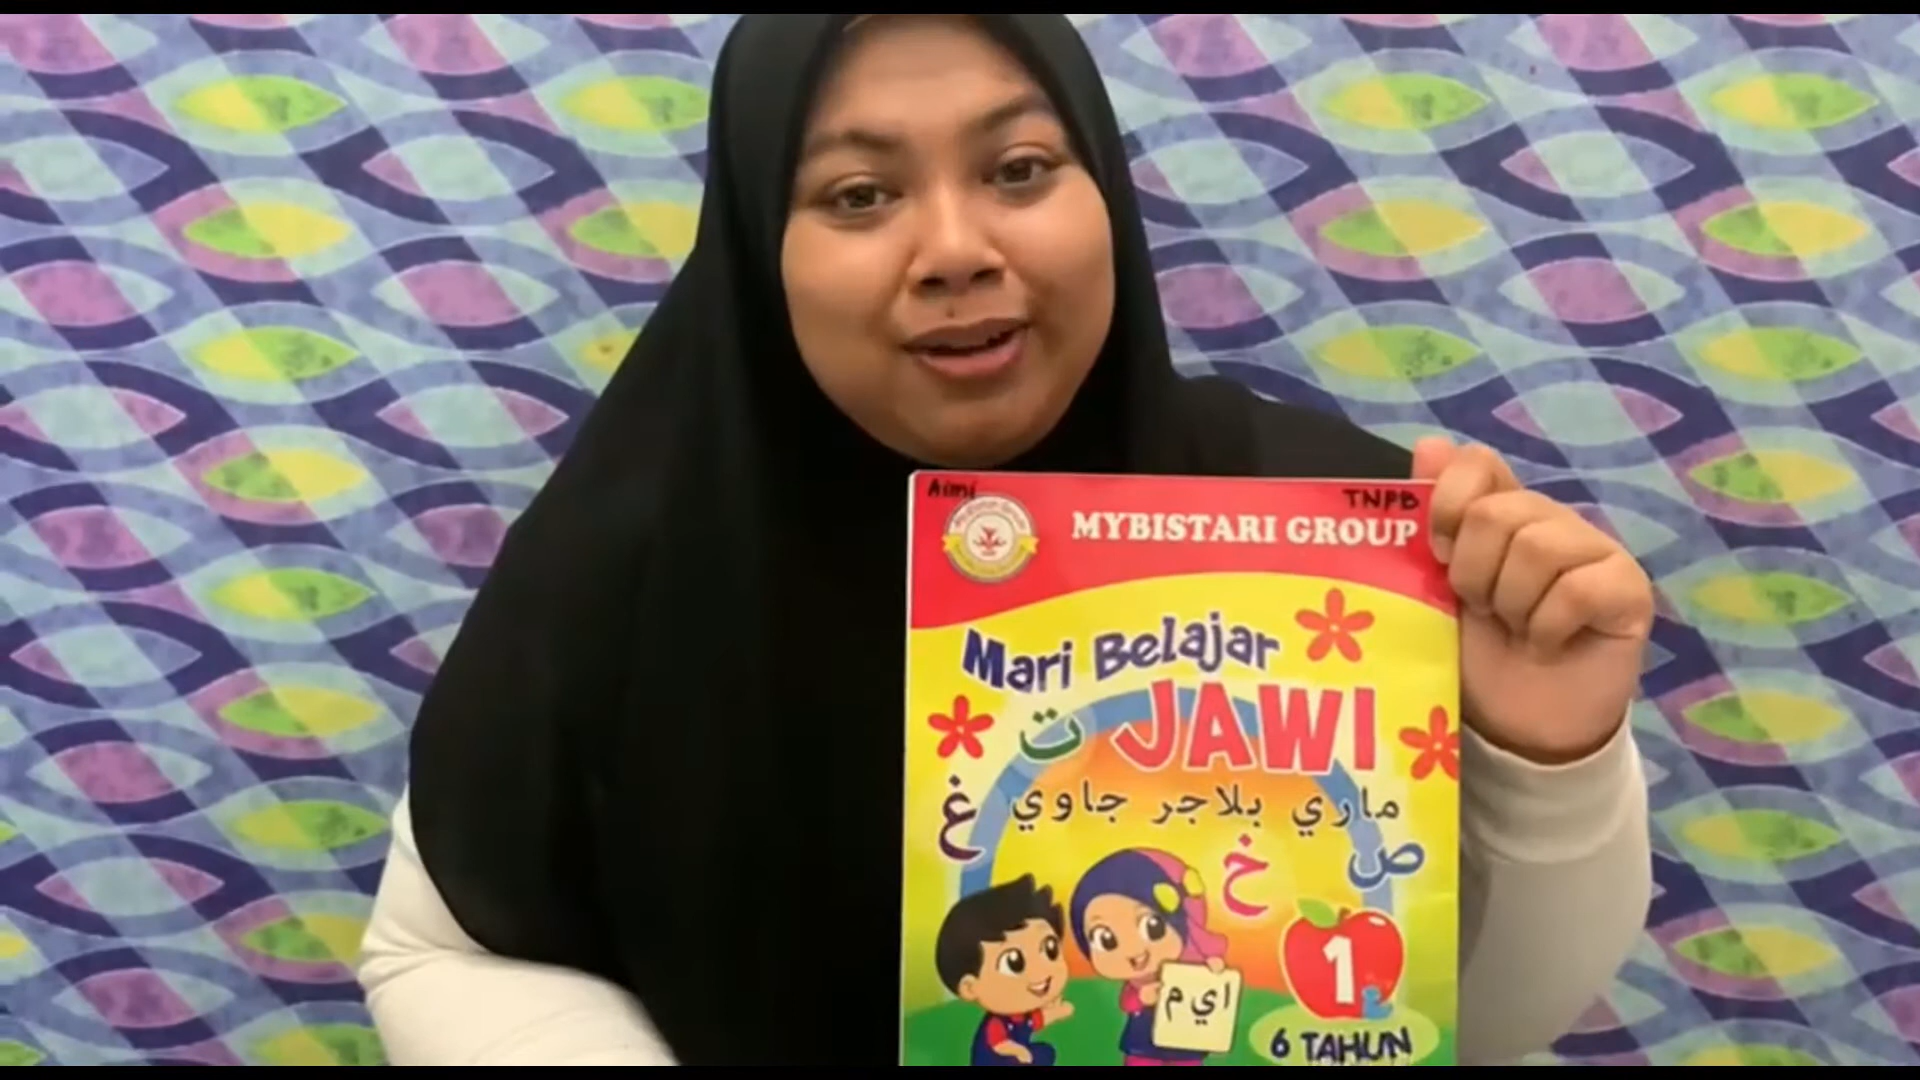 Aimi
TNPB
MYBISTARI GROUP
Mari Belajar
ت JAWI
ماري بلاجر جاوي
غ
خ
ص
اي م
1
6 TAHUN